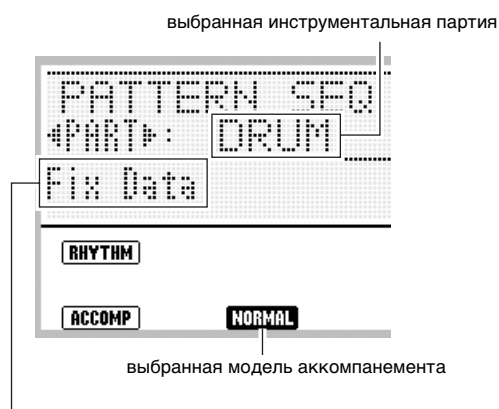 выбранная инструментальная партия
PATTERN SEQ
◄PART►: DRUM
Fix Data
RHYTHM
ACCOMP NORMAL
выбранная модель аккомпанемента